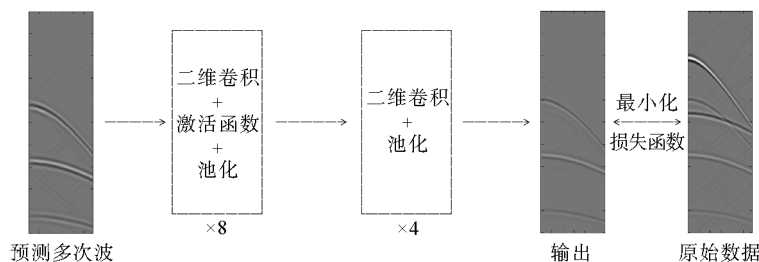 二维卷积
+
激活函数
+
池化
×8
二维卷积
+
池化
×4
最小化
损失函数
预测多次波
输出
原始数据